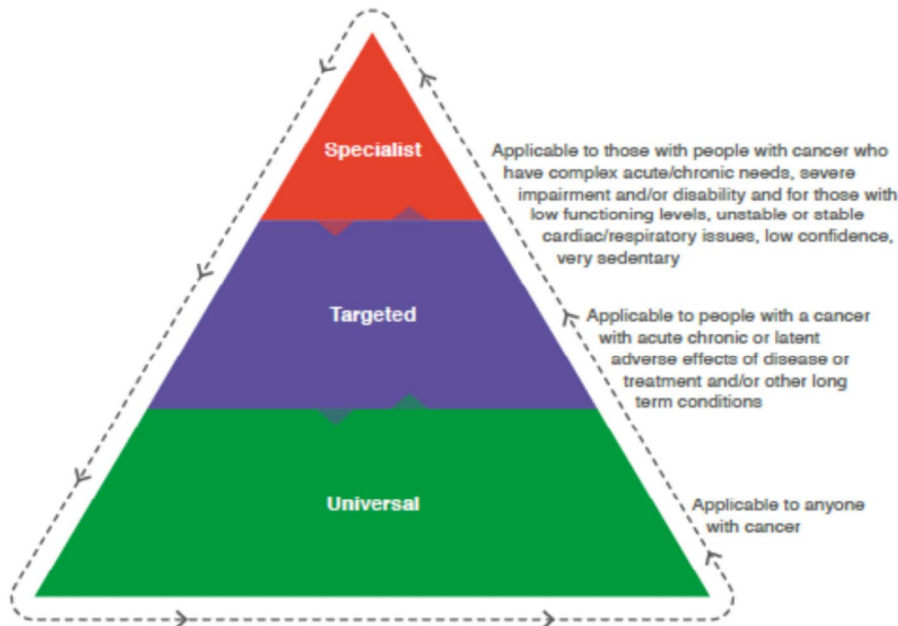 Specialist
Applicable to those with people with cancer who
have complex acute/chronic needs, severe
impairment and/or disability and for those with
low functioning levels, unstable or stable
cardiac/respiratory issues, low confidence,
very sedentary
Targeted
Applicable to people with a cancer
with acute chronic or latent
adverse effects of disease or
treatment and/or other long
term conditions
Universal
Applicable to anyone
with cancer